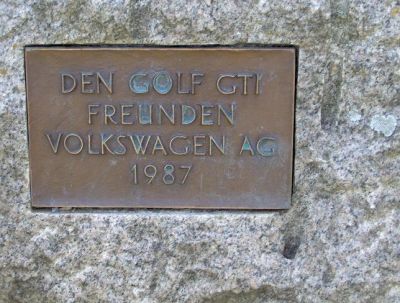 DEN GOLF GTI
FREUNDEN
VOLKSWAGEN AG
1987